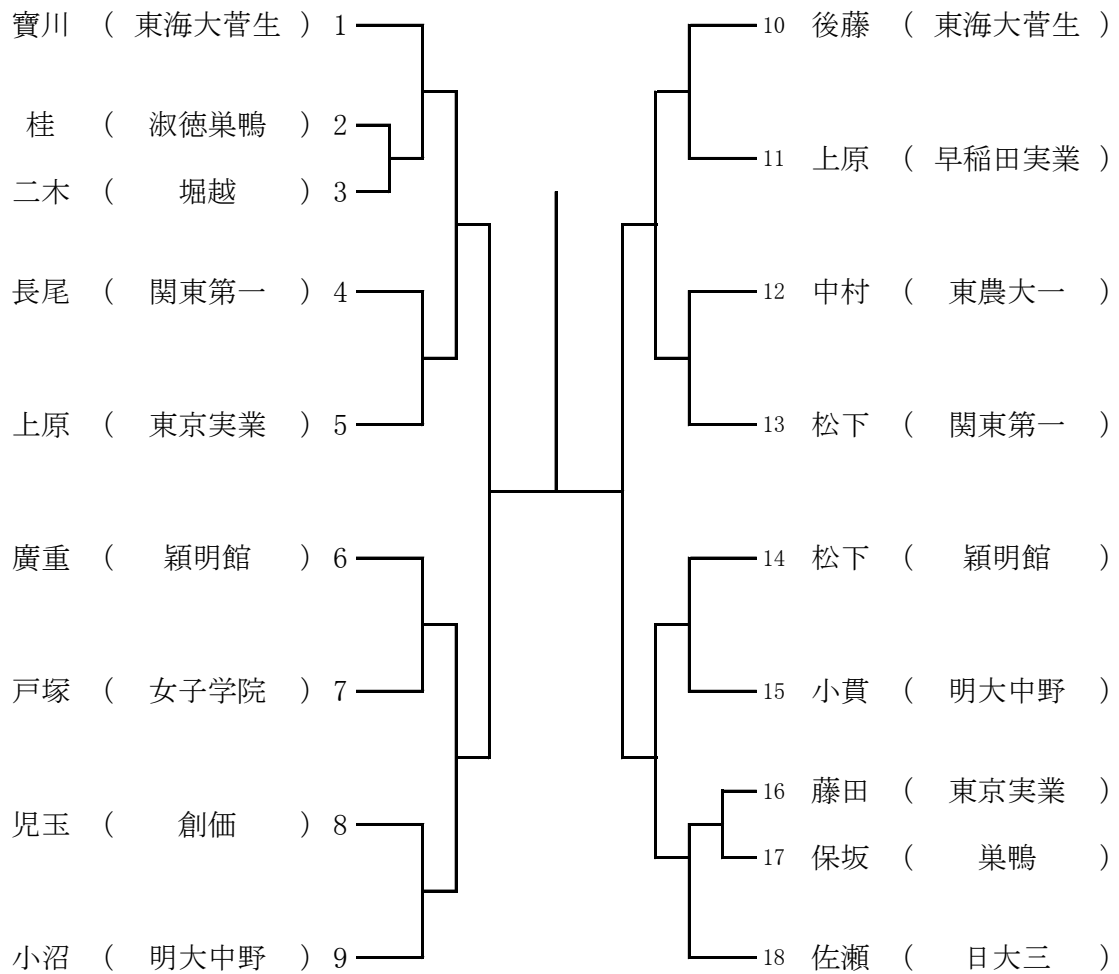 寶川 ( 東海大菅生 ) 1
桂 ( 淑徳巣鴨 ) 2
二木 ( 堀越 ) 3
長尾 ( 関東第一 ) 4
上原 ( 東京実業 ) 5
廣重 ( 穎明館 ) 6
戸塚 ( 女子学院 ) 7
児玉 ( 創価 ) 8
小沼 ( 明大中野 ) 9
10 後藤 ( 東海大菅生 )
11 上原 ( 早稲田実業 )
12 中村 ( 東農大一 )
13 松下 ( 関東第一 )
14 松下 ( 穎明館 )
15 小貫 ( 明大中野 )
16 藤田 ( 東京実業 )
17 保坂 ( 巣鴨 )
18 佐瀬 ( 日大三 )